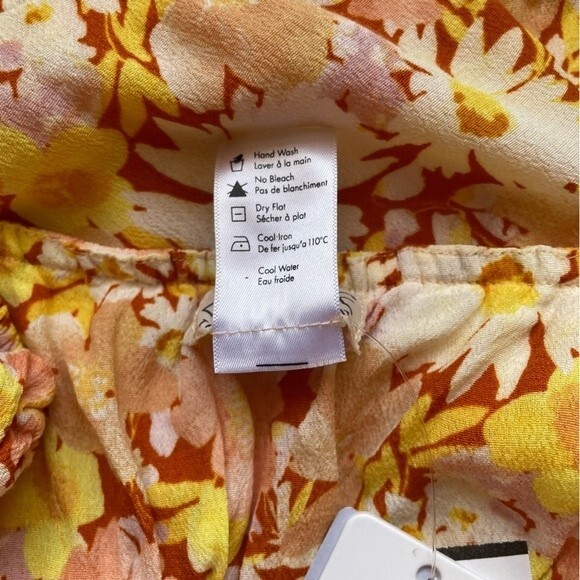 Hand Wash
Laver à la main
No Bleach
Pas de blanchiment
Dry Flat
Sécher à plat
Cool Iron
De fer jusqu'a 110°C
- Cool Water
Eau froide